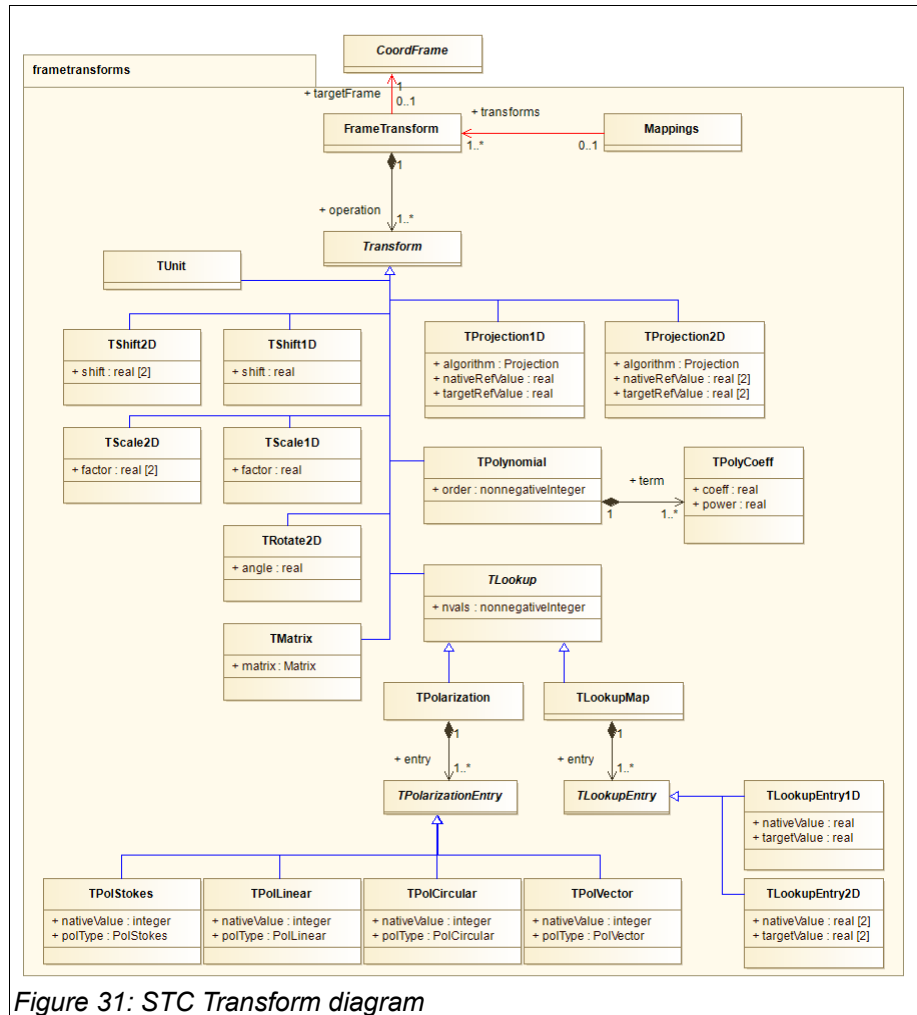 CoordFrame
frametransforms
1
+ targetFrame
0..1
+ transforms
FrameTransform
Mappings
1..*
0..1
1
+ operation
1..*
Transform
TUnit
TShift2D
+ shift : real [2]
TShift1D
+ shift : real
TProjection1D
+ algorithm : Projection
+ nativeRefValue : real
+ targetRefValue : real
TProjection2D
+ algorithm : Projection
+ nativeRefValue : real [2]
+ targetRefValue : real [2]
TScale2D
+ factor : real [2]
TScale1D
+ factor : real
TPolynomial
+ order : nonnegativeInteger
+ term
1
1..*
TPolyCoeff
+ coeff : real
+ power : real
TRotate2D
+ angle : real
TLookup
+ nvals : nonnegativeInteger
TMatrix
+ matrix : Matrix
TPolarization
TLookupMap
1
+ entry
1..*
1
+ entry
1..*
TPolarizationEntry
TLookupEntry
TLookupEntry1D
+ nativeValue : real
+ targetValue : real
TPolStokes
+ nativeValue : integer
+ polType : PolStokes
TPolLinear
+ nativeValue : integer
+ polType : PolLinear
TPolCircular
+ nativeValue : integer
+ polType : PolCircular
TPolVector
+ nativeValue : integer
+ polType : PolVector
TLookupEntry2D
+ nativeValue : real [2]
+ targetValue : real [2]
Figure 31: STC Transform diagram